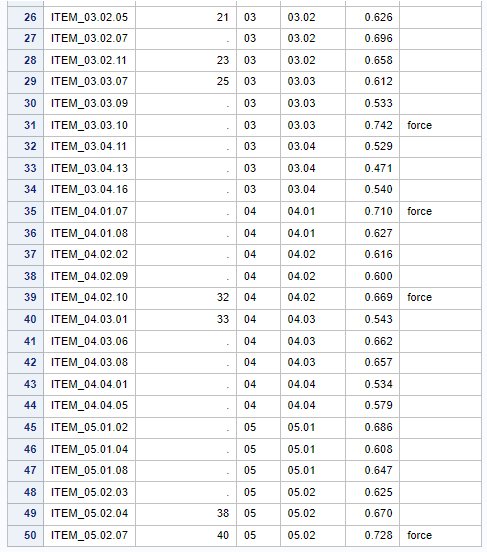 26 ITEM_03.02.05 21 03 03.02 0.626
27 ITEM_03.02.07 . 03 03.02 0.696
28 ITEM_03.02.11 23 03 03.02 0.658
29 ITEM_03.03.07 25 03 03.03 0.612
30 ITEM_03.03.09 . 03 03.03 0.533
31 ITEM_03.03.10 . 03 03.03 0.742 force
32 ITEM_03.04.11 . 03 03.04 0.529
33 ITEM_03.04.13 . 03 03.04 0.471
34 ITEM_03.04.16 . 03 03.04 0.540
35 ITEM_04.01.07 . 04 04.01 0.710 force
36 ITEM_04.01.08 . 04 04.01 0.627
37 ITEM_04.02.02 . 04 04.02 0.616
38 ITEM_04.02.09 . 04 04.02 0.600
39 ITEM_04.02.10 32 04 04.02 0.669 force
40 ITEM_04.03.01 33 04 04.03 0.543
41 ITEM_04.03.06 . 04 04.03 0.662
42 ITEM_04.03.08 . 04 04.03 0.657
43 ITEM_04.04.01 . 04 04.04 0.534
44 ITEM_04.04.05 . 04 04.04 0.579
45 ITEM_05.01.02 . 05 05.01 0.686
46 ITEM_05.01.04 . 05 05.01 0.608
47 ITEM_05.01.08 . 05 05.01 0.647
48 ITEM_05.02.03 . 05 05.02 0.625
49 ITEM_05.02.04 38 05 05.02 0.670
50 ITEM_05.02.07 40 05 05.02 0.728 force